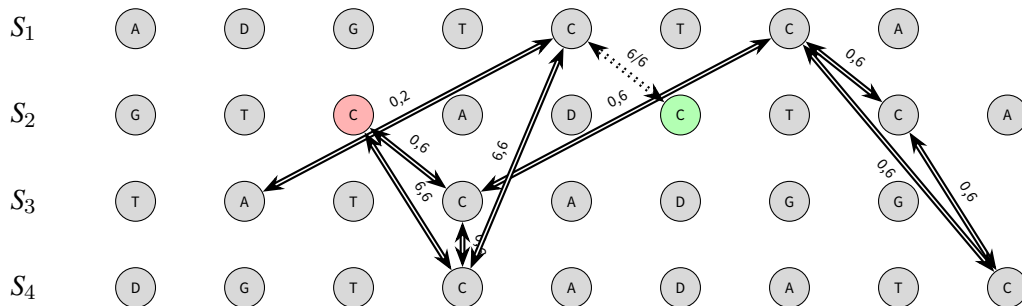 S1 A D G T C T C A
6/6 0,6
0,2 0,6
S2 G T C A D C T C A
0,6 6,6
6,6 0,6 0,6
S3 T A T C A D G G
S4 D G T C A D A T C